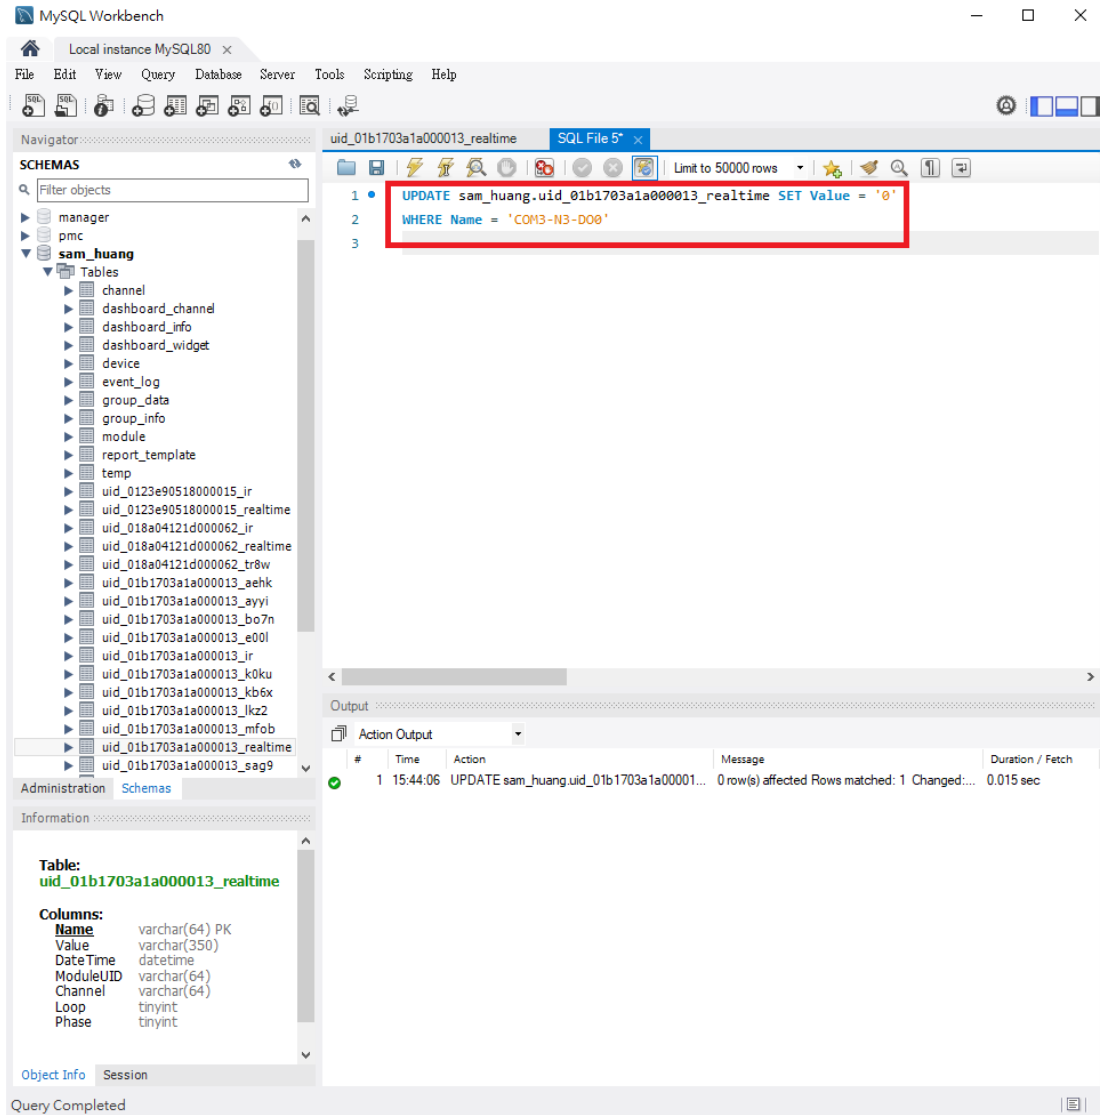 MySQL Workbench
Local instance MySQL80
File Edit View Query Database Server Tools Scripting Help
Navigator
SCHEMAS
Filter objects
manager
pmc
sam_huang
Tables
channel
dashboard_channel
dashboard_info
dashboard_widget
device
event_log
group_data
group_info
module
report_template
temp
uid_0123e90518000015_ir
uid_0123e90518000015_realtime
uid_018a04121d000062_ir
uid_018a04121d000062_realtime
uid_018a04121d000062_tr8w
uid_01b1703a1a000013_aehk
uid_01b1703a1a000013_ayyi
uid_01b1703a1a000013_bo7n
uid_01b1703a1a000013_e00l
uid_01b1703a1a000013_ir
uid_01b1703a1a000013_k0ku
uid_01b1703a1a000013_kb6x
uid_01b1703a1a000013_lkz2
uid_01b1703a1a000013_mfob
uid_01b1703a1a000013_realtime
uid_01b1703a1a000013_sag9
Administration Schemas
Information
Table:
uid_01b1703a1a000013_realtime
Columns:
Name varchar(64) PK
Value varchar(350)
DateTime datetime
ModuleUID varchar(64)
Channel varchar(64)
Loop tinyint
Phase tinyint
Object Info Session
Query Completed
uid_01b1703a1a000013_realtime SQL File 5*
Limit to 50000 rows
1 UPDATE sam_huang.uid_01b1703a1a000013_realtime SET Value = '0'
2 WHERE Name = 'COM3-N3-DO0'
3
Output
Action Output
# Time Action Message Duration / Fetch
1 15:44:06 UPDATE sam_huang.uid_01b1703a1a00001... 0 row(s) affected Rows matched: 1 Changed:... 0.015 sec